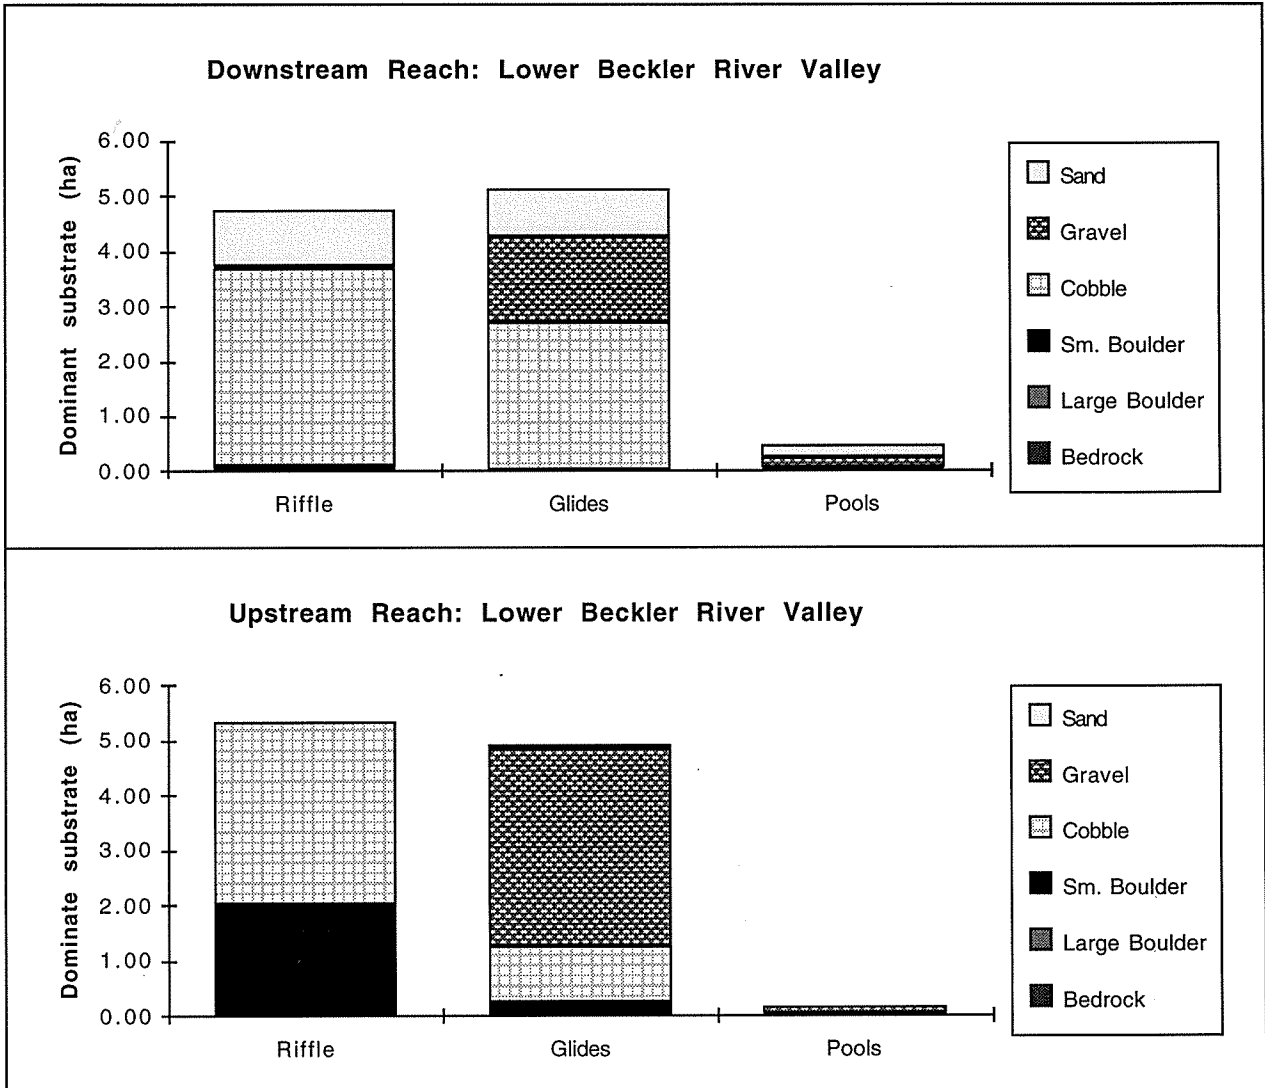 Downstream Reach: Lower Beckler River Valley
Dominant substrate (ha)
6.00
5.00
4.00
3.00
2.00
1.00
0.00
Riffle Glides Pools
Sand
Gravel
Cobble
Sm. Boulder
Large Boulder
Bedrock
Upstream Reach: Lower Beckler River Valley
Dominate substrate (ha)
6.00
5.00
4.00
3.00
2.00
1.00
0.00
Riffle Glides Pools
Sand
Gravel
Cobble
Sm. Boulder
Large Boulder
Bedrock